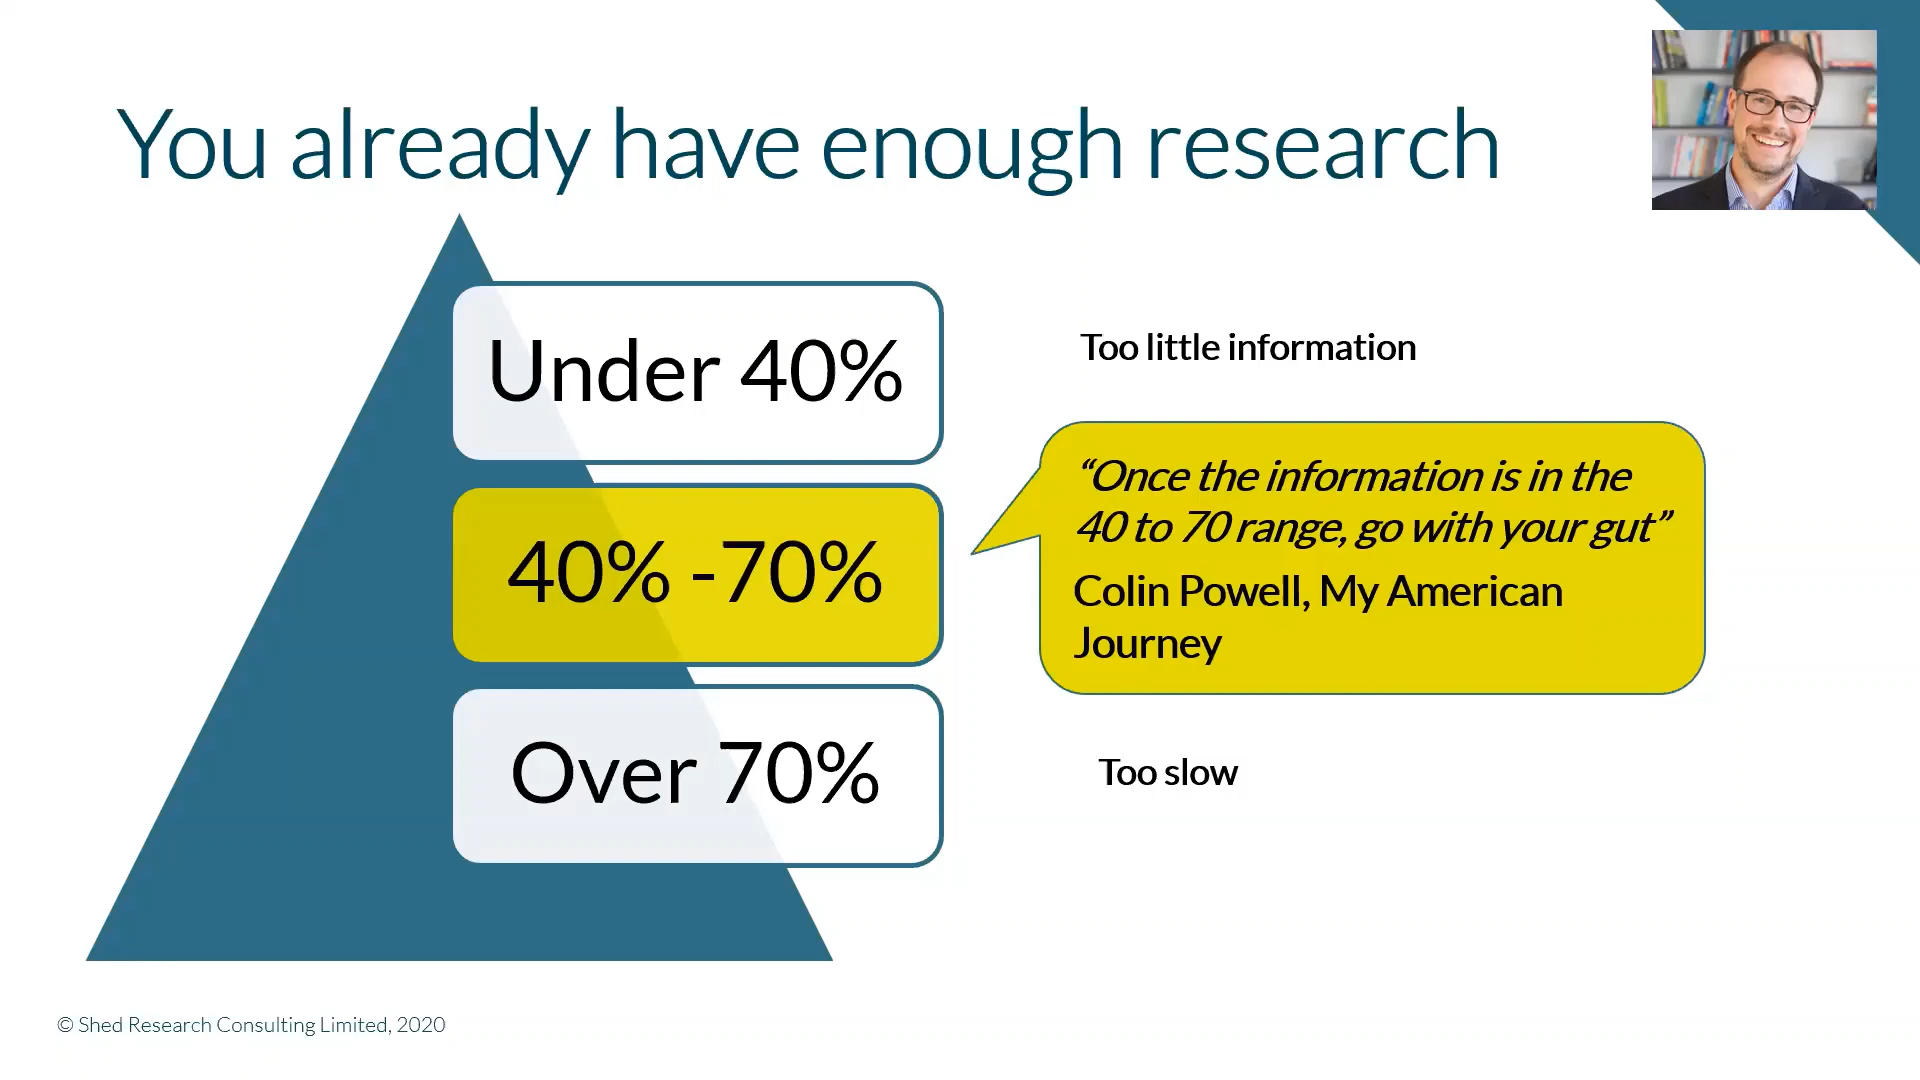 You already have enough research
Under 40%
Too little information
“Once the information is in the
40 to 70 range, go with your gut”
Colin Powell, My American
Journey
40% -70%
Over 70%
Too slow
© Shed Research Consulting Limited, 2020